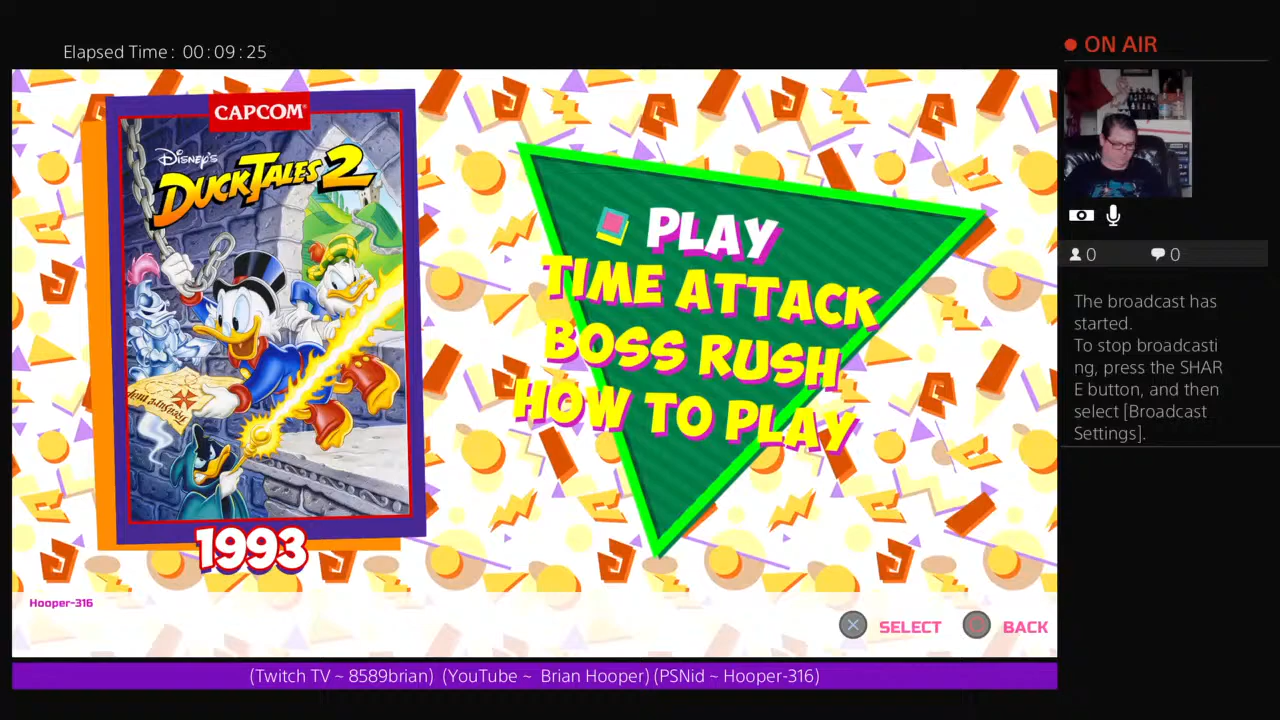 Elapsed Time: 00:09:25
ON AIR
CAPCOM
DISNEY'S
DUCKTALES 2
1993
PLAY
TIME ATTACK
BOSS RUSH
HOW TO PLAY
0
0
The broadcast has
started.
To stop broadcasti
ng, press the SHAR
E button, and then
select [Broadcast
Settings].
Hooper-316
SELECT
BACK
(Twitch TV ~ 8589brian) (YouTube ~ Brian Hooper) (PSNid ~ Hooper-316)